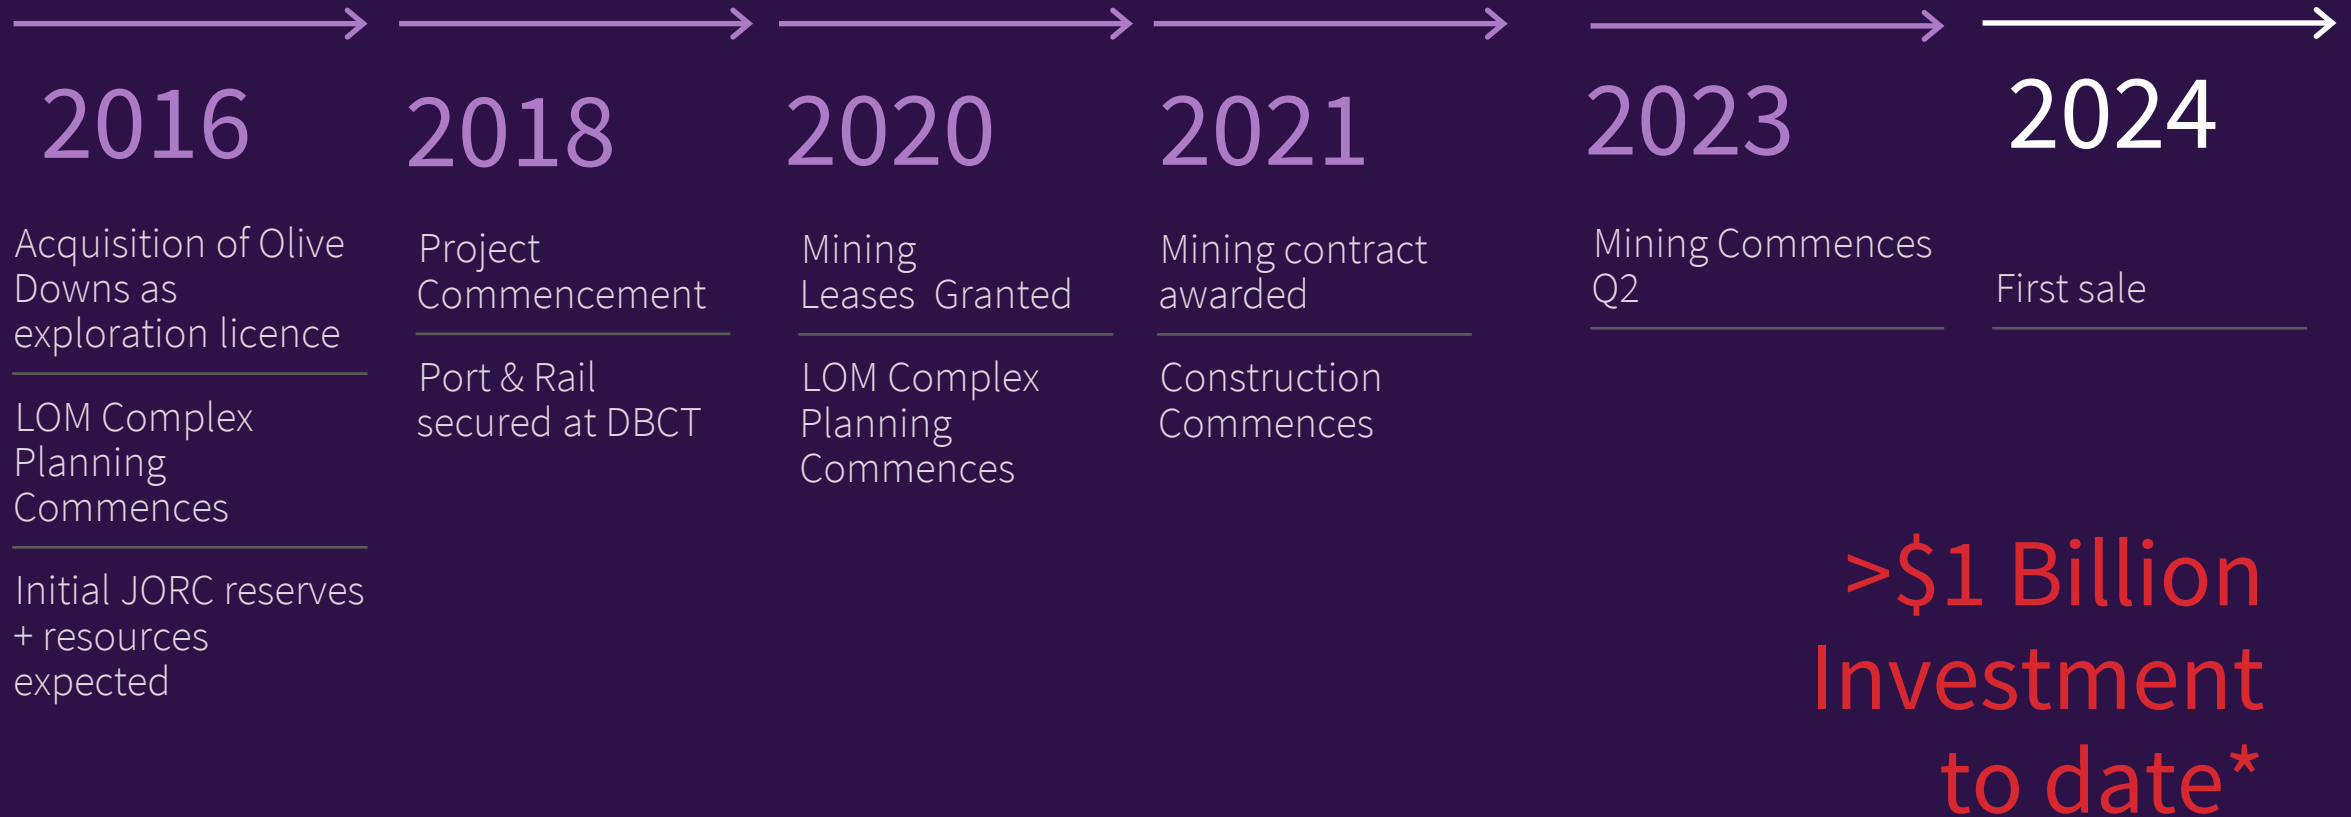 2016
Acquisition of Olive
Downs as
exploration licence
LOM Complex
Planning
Commences
Initial JORC reserves
+ resources
expected
2018
Project
Commencement
Port & Rail
secured at DBCT
2020
Mining
Leases  Granted
LOM Complex
Planning
Commences
2021
Mining contract
awarded
Construction
Commences
2023
Mining Commences
Q2
2024
First sale
>$1 Billion
Investment
to date*